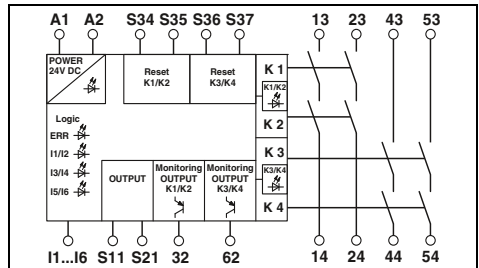 A1 A2 S34 S35 S36 S37 13 23 43 53
POWER
24V DC
Reset
K1/K2
Reset
K3/K4
K 1
K1/K2
K 2
Logic
ERR
I1/I2
I3/I4
I5/I6
OUTPUT
Monitoring
OUTPUT
K1/K2
Monitoring
OUTPUT
K3/K4
K 3
K3/K4
K 4
I1...I6 S11 S21 32 62 14 24 44 54